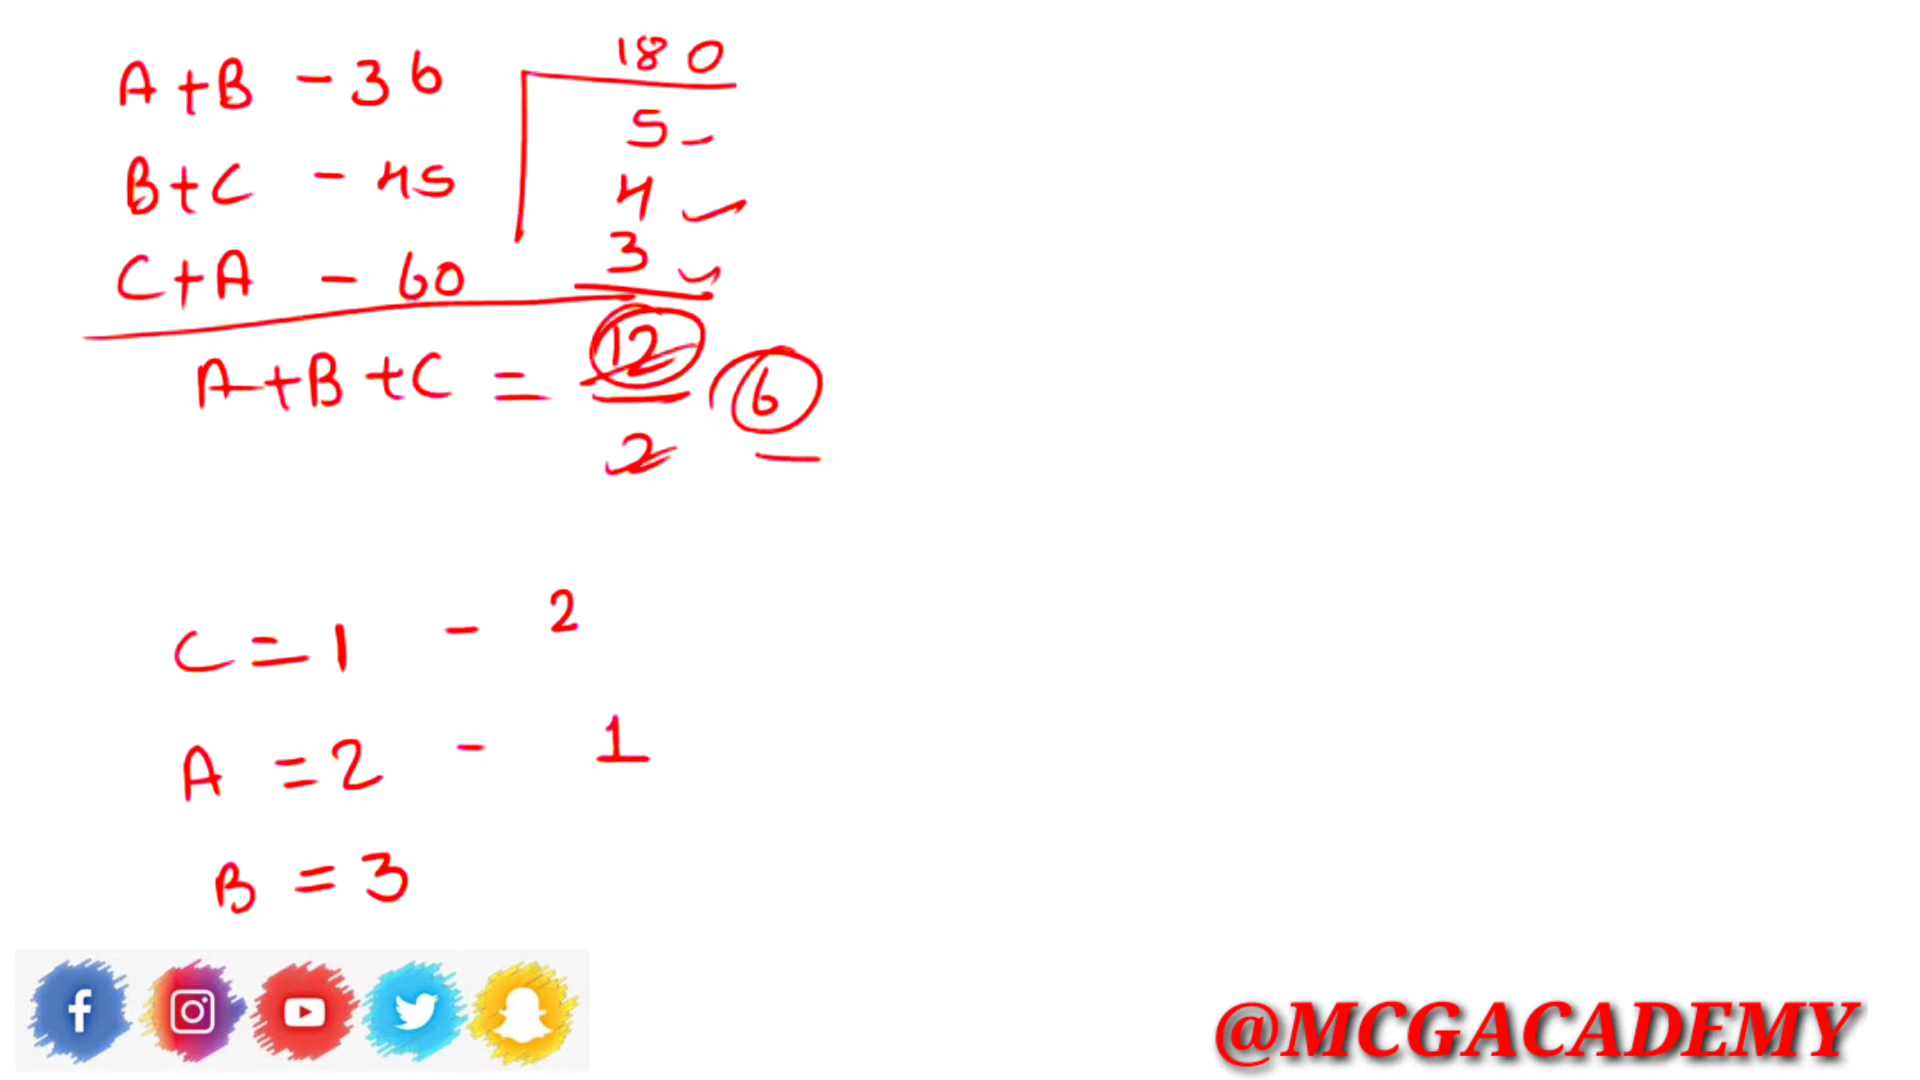 A+B - 36
180
5 -
B+C - 45
4 ✓
C+A - 60
3 ✓
A+B+C = 12/2 6
C=1 - 2
A=2 - 1
B=3
@MCGACADEMY